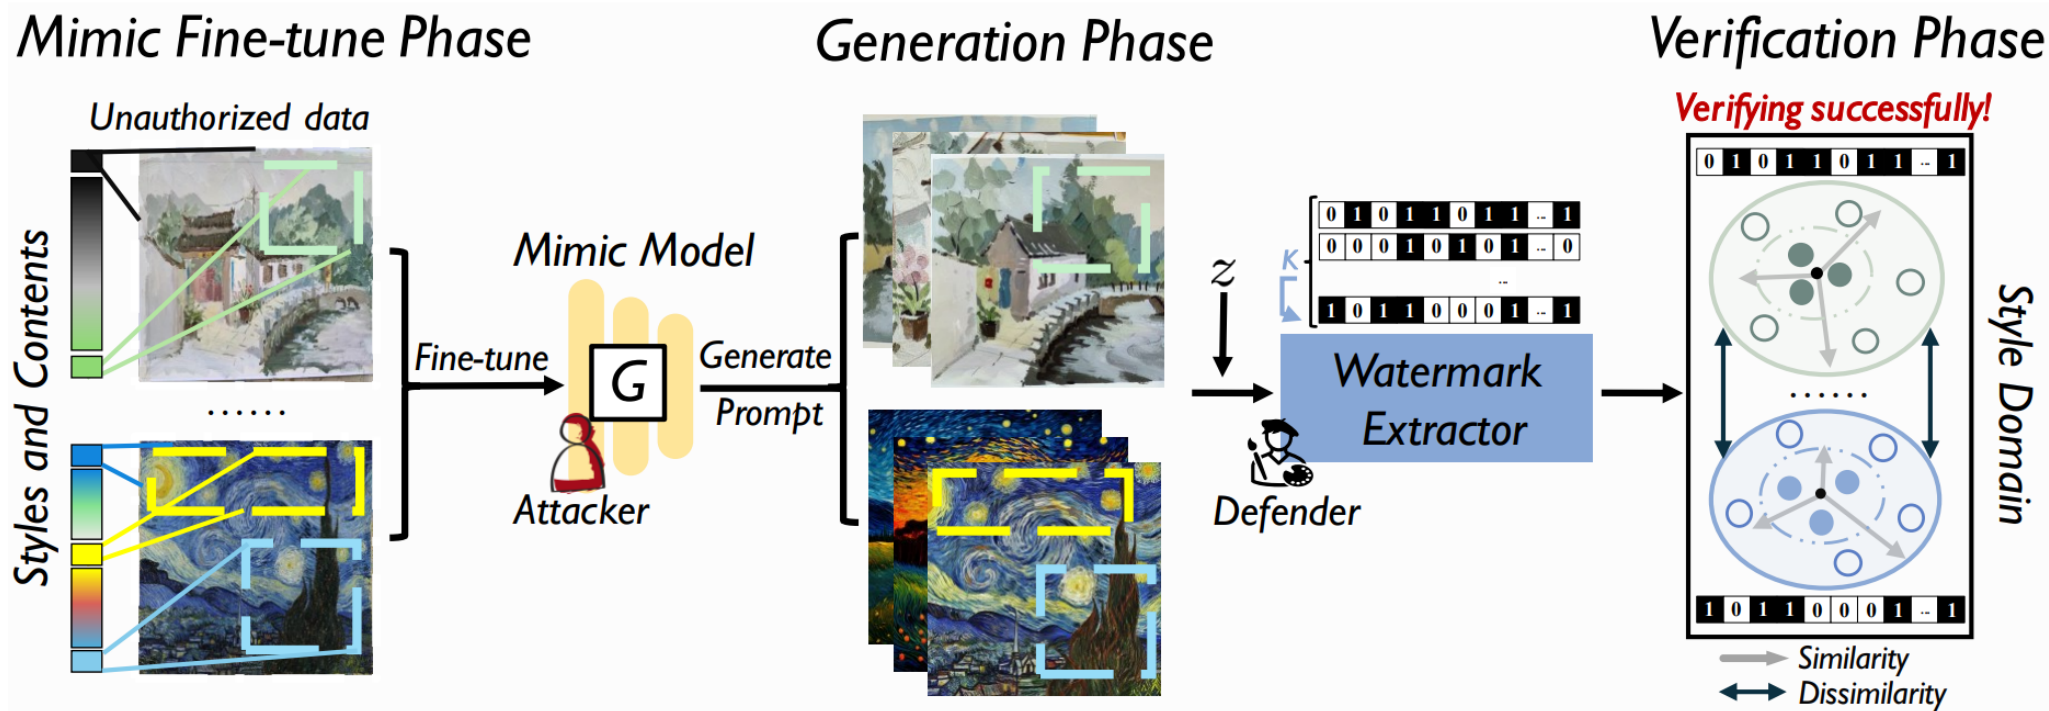 Mimic Fine-tune Phase
Generation Phase
Verification Phase
Unauthorized data
Verifying successfully!
Styles and Contents
......
Mimic Model
G
Fine-tune
Attacker
Generate
Prompt
z
K
0 1 0 1 1 0 1 1 ... 1
0 0 0 1 0 1 0 1 ... 0
...
1 0 1 1 0 0 0 1 ... 1
Watermark
Extractor
Defender
0 1 0 1 1 0 1 1 ... 1
......
1 0 1 1 0 0 0 1 ... 1
Style Domain
Similarity
Dissimilarity